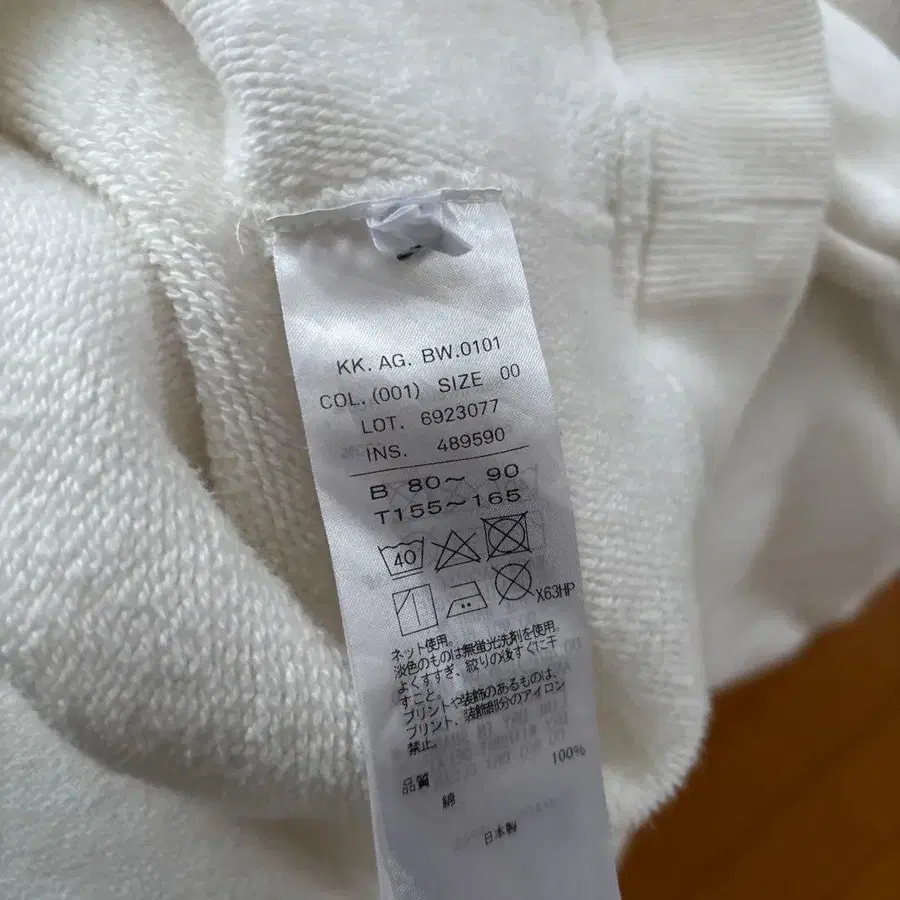 KK. AG. BW.0101
COL.(001) SIZE 00
LOT. 6923077
INS. 489590
B 80〜 90
T155〜165
40
X63HP
ネット使用。
淡色のものは無蛍光洗剤を使用。
よくすすぎ、絞りの後すぐに干
すこと。
プリントや装飾のあるものは、
プリント、装飾部分のアイロン
禁止。
品質 100%
綿
日本製